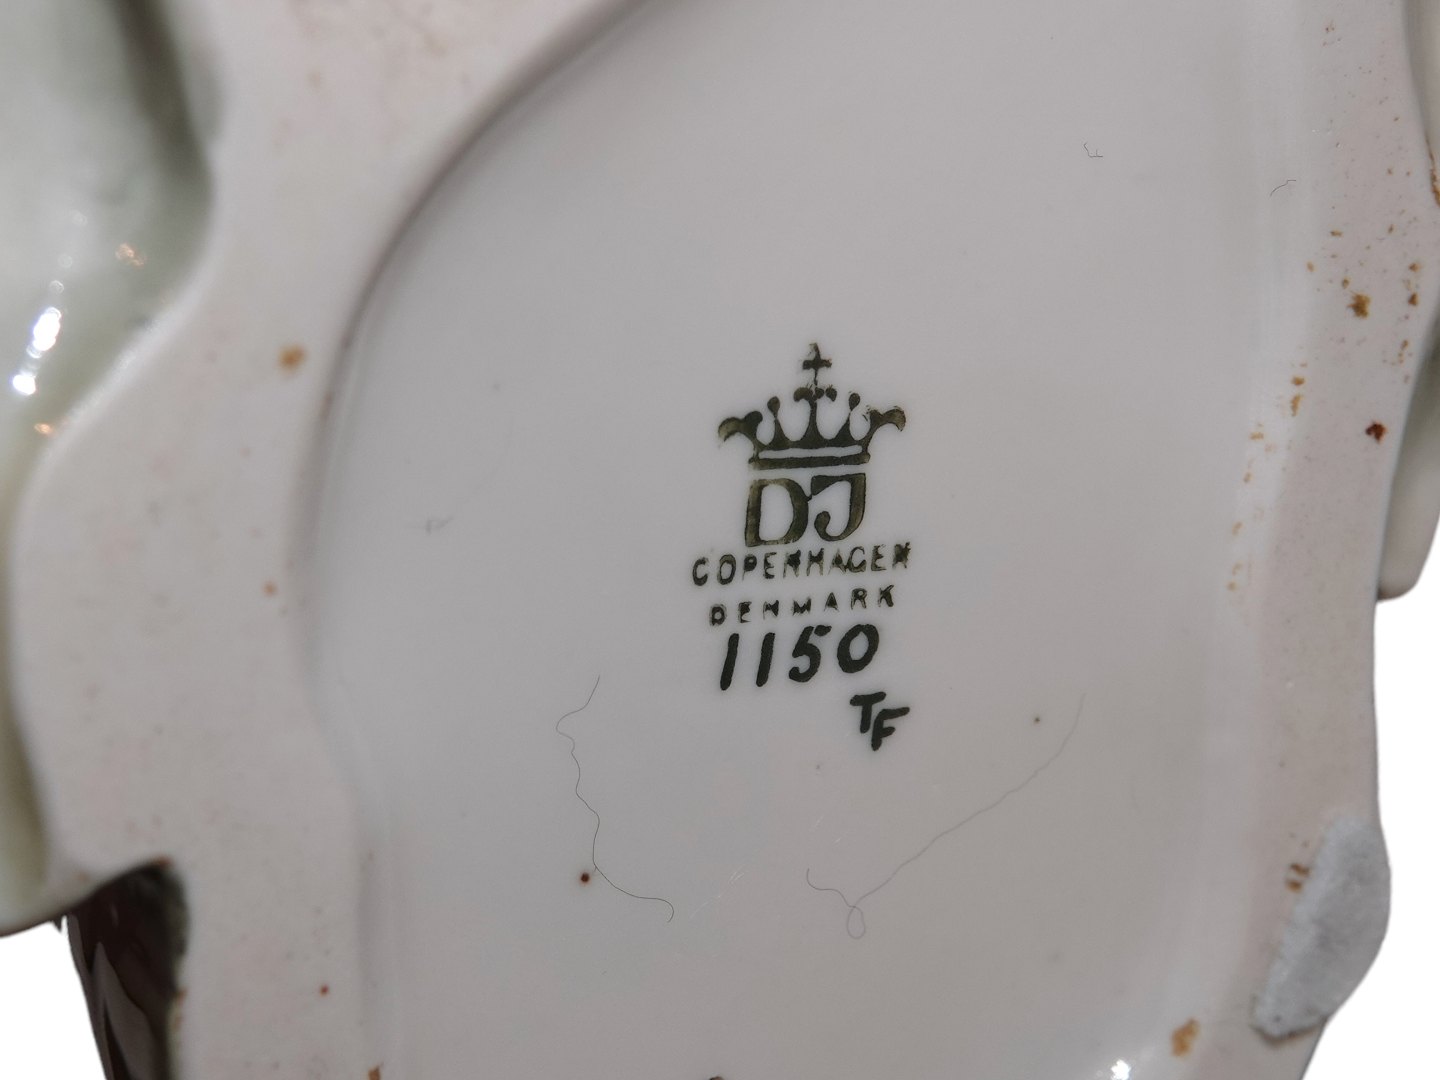 DJ
COPENHAGEN
DENMARK
1150
TF